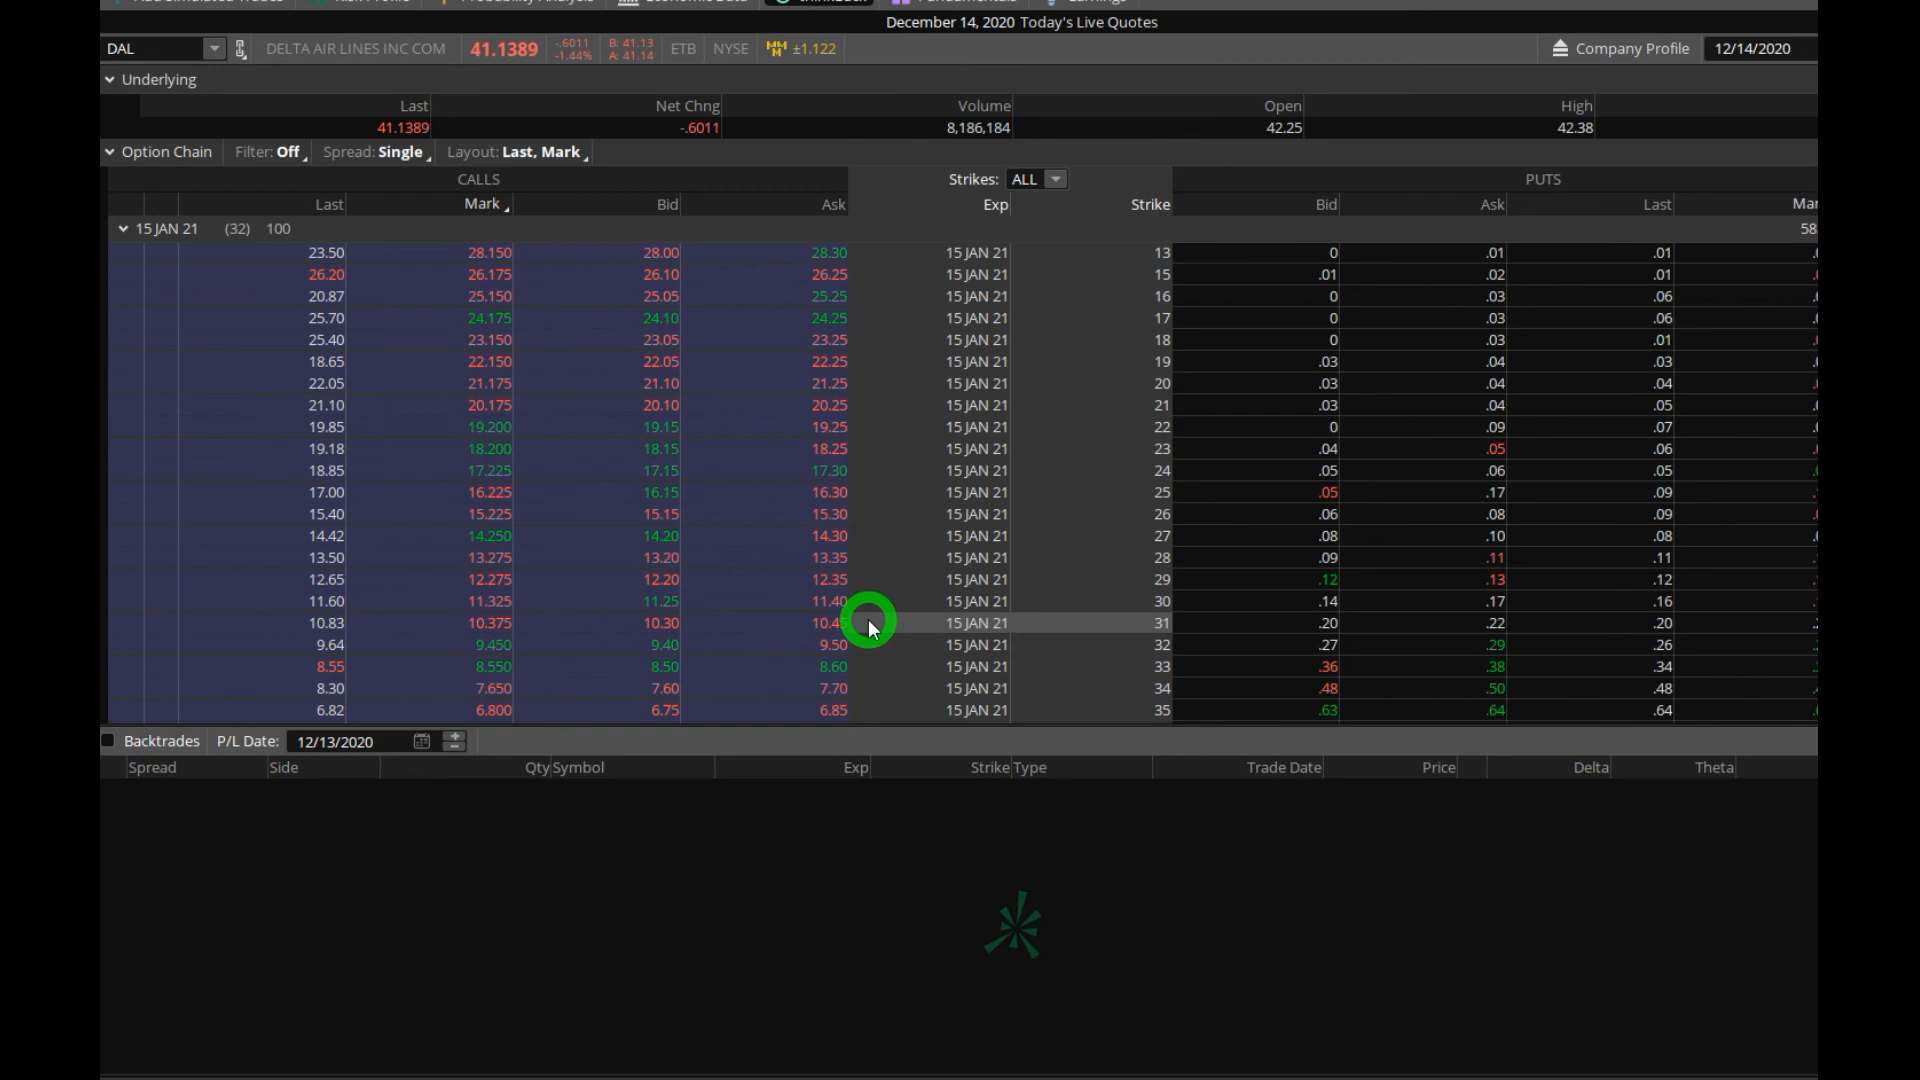 December 14, 2020 Today's Live Quotes
DAL DELTA AIR LINES INC COM 41.1389 -.6011 -1.44% B: 41.13 A: 41.14 ETB NYSE ±1.122 Company Profile 12/14/2020
Underlying
Last Net Chng Volume Open High
41.1389 -.6011 8,186,184 42.25 42.38
Option Chain Filter: Off Spread: Single Layout: Last, Mark
CALLS Strikes: ALL PUTS
Last Mark Bid Ask Exp Strike Bid Ask Last
15 JAN 21 (32) 100
23.50 28.150 28.00 28.30 15 JAN 21 13 0 .01 .01
26.20 26.175 26.10 26.25 15 JAN 21 15 .01 .02 .01
20.87 25.150 25.05 25.25 15 JAN 21 16 0 .03 .06
25.70 24.175 24.10 24.25 15 JAN 21 17 0 .03 .06
25.40 23.150 23.05 23.25 15 JAN 21 18 0 .03 .01
18.65 22.150 22.05 22.25 15 JAN 21 19 .03 .04 .03
22.05 21.175 21.10 21.25 15 JAN 21 20 .03 .04 .04
21.10 20.175 20.10 20.25 15 JAN 21 21 .03 .04 .05
19.85 19.200 19.15 19.25 15 JAN 21 22 0 .09 .07
19.18 18.200 18.15 18.25 15 JAN 21 23 .04 .05 .06
18.85 17.225 17.15 17.30 15 JAN 21 24 .05 .06 .05
17.00 16.225 16.15 16.30 15 JAN 21 25 .05 .17 .09
15.40 15.225 15.15 15.30 15 JAN 21 26 .06 .08 .09
14.42 14.250 14.20 14.30 15 JAN 21 27 .08 .10 .08
13.50 13.275 13.20 13.35 15 JAN 21 28 .09 .11 .11
12.65 12.275 12.20 12.35 15 JAN 21 29 .12 .13 .12
11.60 11.325 11.25 11.40 15 JAN 21 30 .14 .17 .16
10.83 10.375 10.30 10.45 15 JAN 21 31 .20 .22 .20
9.64 9.450 9.40 9.50 15 JAN 21 32 .27 .29 .26
8.55 8.550 8.50 8.60 15 JAN 21 33 .36 .38 .34
8.30 7.650 7.60 7.70 15 JAN 21 34 .48 .50 .48
6.82 6.800 6.75 6.85 15 JAN 21 35 .63 .64 .64
Backtrades P/L Date: 12/13/2020
Spread Side Qty Symbol Exp Strike Type Trade Date Price Delta Theta